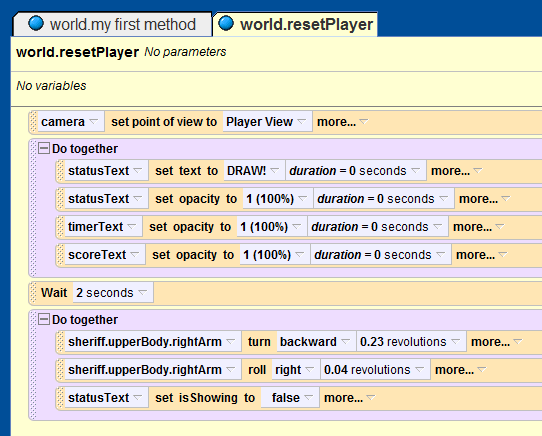 world.my first method world.resetPlayer
world.resetPlayer No parameters
No variables
camera set point of view to Player View more...
Do together
statusText set text to DRAW! duration = 0 seconds more...
statusText set opacity to 1 (100%) duration = 0 seconds more...
timerText set opacity to 1 (100%) duration = 0 seconds more...
scoreText set opacity to 1 (100%) duration = 0 seconds more...
Wait 2 seconds
Do together
sheriff.upperBody.rightArm turn backward 0.23 revolutions more...
sheriff.upperBody.rightArm roll right 0.04 revolutions more...
statusText set isShowing to false more...